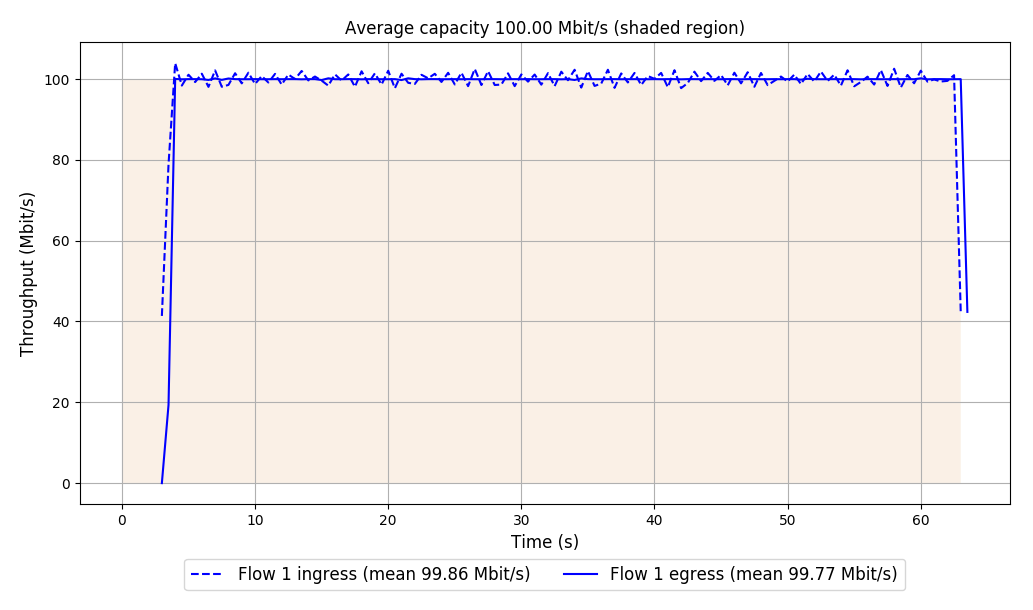 Average capacity 100.00 Mbit/s (shaded region)
Throughput (Mbit/s)
100
80
60
40
20
0
0 10 20 30 40 50 60
Time (s)
Flow 1 ingress (mean 99.86 Mbit/s) Flow 1 egress (mean 99.77 Mbit/s)